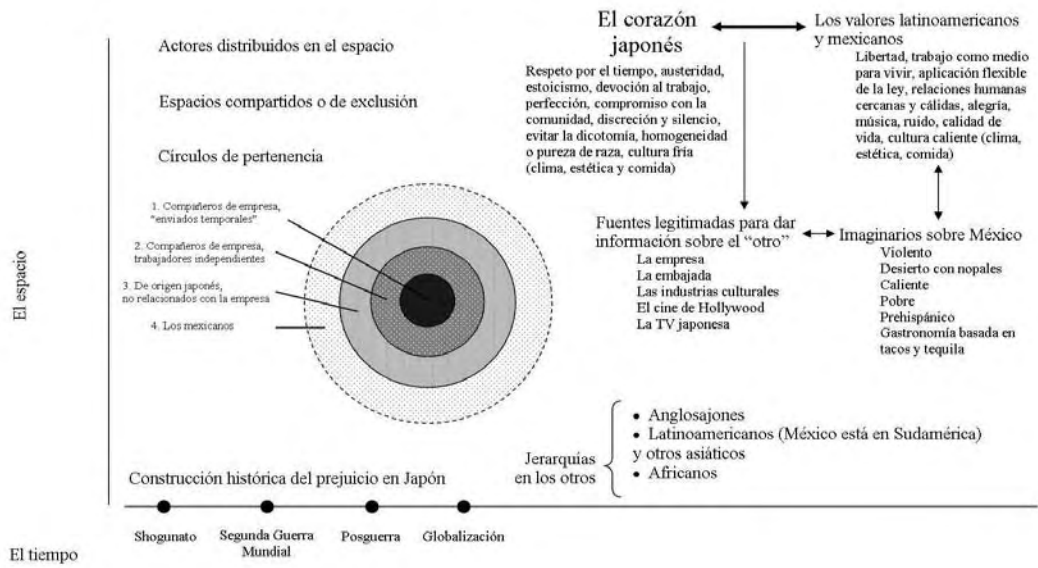 El espacio
Actores distribuidos en el espacio
Espacios compartidos o de exclusión
Círculos de pertenencia
1. Compañeros de empresa,
"enviados temporales"
2. Compañeros de empresa,
trabajadores independientes
3. De origen japonés,
no relacionados con la empresa
4. Los mexicanos
El corazón
japonés
Respeto por el tiempo, austeridad,
estoicismo, devoción al trabajo,
perfección, compromiso con la
comunidad, discreción y silencio,
evitar la dicotomía, homogeneidad
o pureza de raza, cultura fría
(clima, estética y comida)
Los valores latinoamericanos
y mexicanos
Libertad, trabajo como medio
para vivir, aplicación flexible
de la ley, relaciones humanas
cercanas y cálidas, alegría,
música, ruido, calidad de
vida, cultura caliente (clima,
estética, comida)
Fuentes legitimadas para dar
información sobre el "otro"
La empresa
La embajada
Las industrias culturales
El cine de Hollywood
La TV japonesa
Imaginarios sobre México
Violento
Desierto con nopales
Caliente
Pobre
Prehispánico
Gastronomía basada en
tacos y tequila
Jerarquías
en los otros
• Anglosajones
• Latinoamericanos (México está en Sudamérica)
y otros asiáticos
• Africanos
Construcción histórica del prejuicio en Japón
Shogunato
Segunda Guerra
Mundial
Posguerra
Globalización
El tiempo